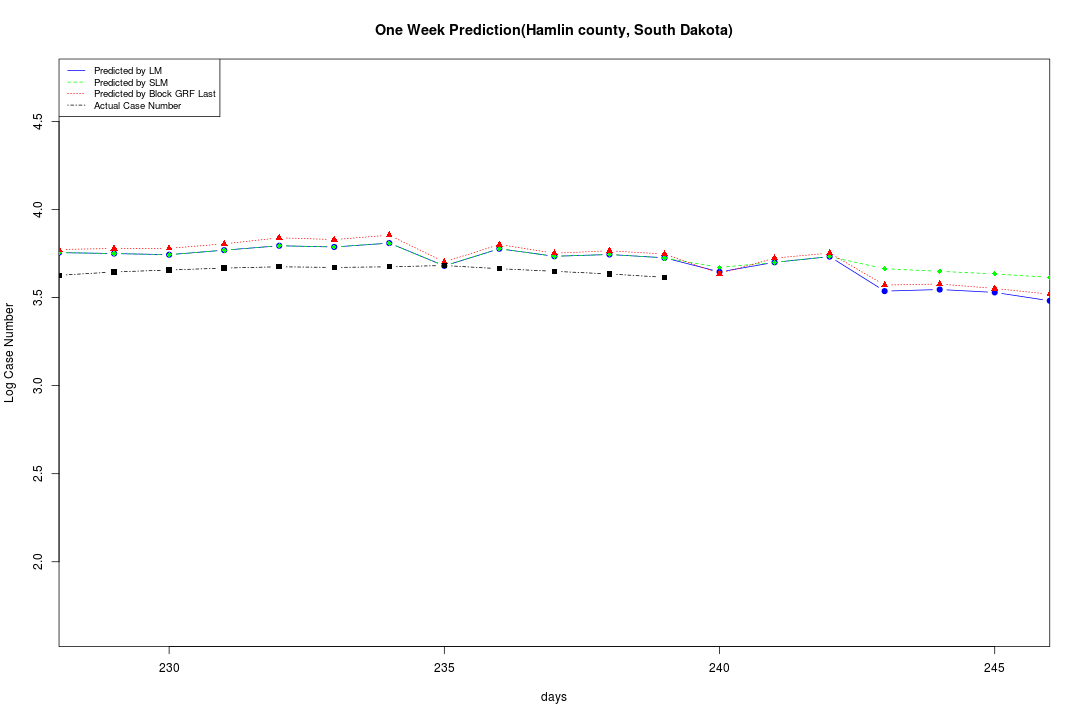 One Week Prediction(Hamlin county, South Dakota)
Predicted by LM
Predicted by SLM
Predicted by Block GRF Last
Actual Case Number
Log Case Number
4.5
4.0
3.5
3.0
2.5
2.0
230
235
240
245
days